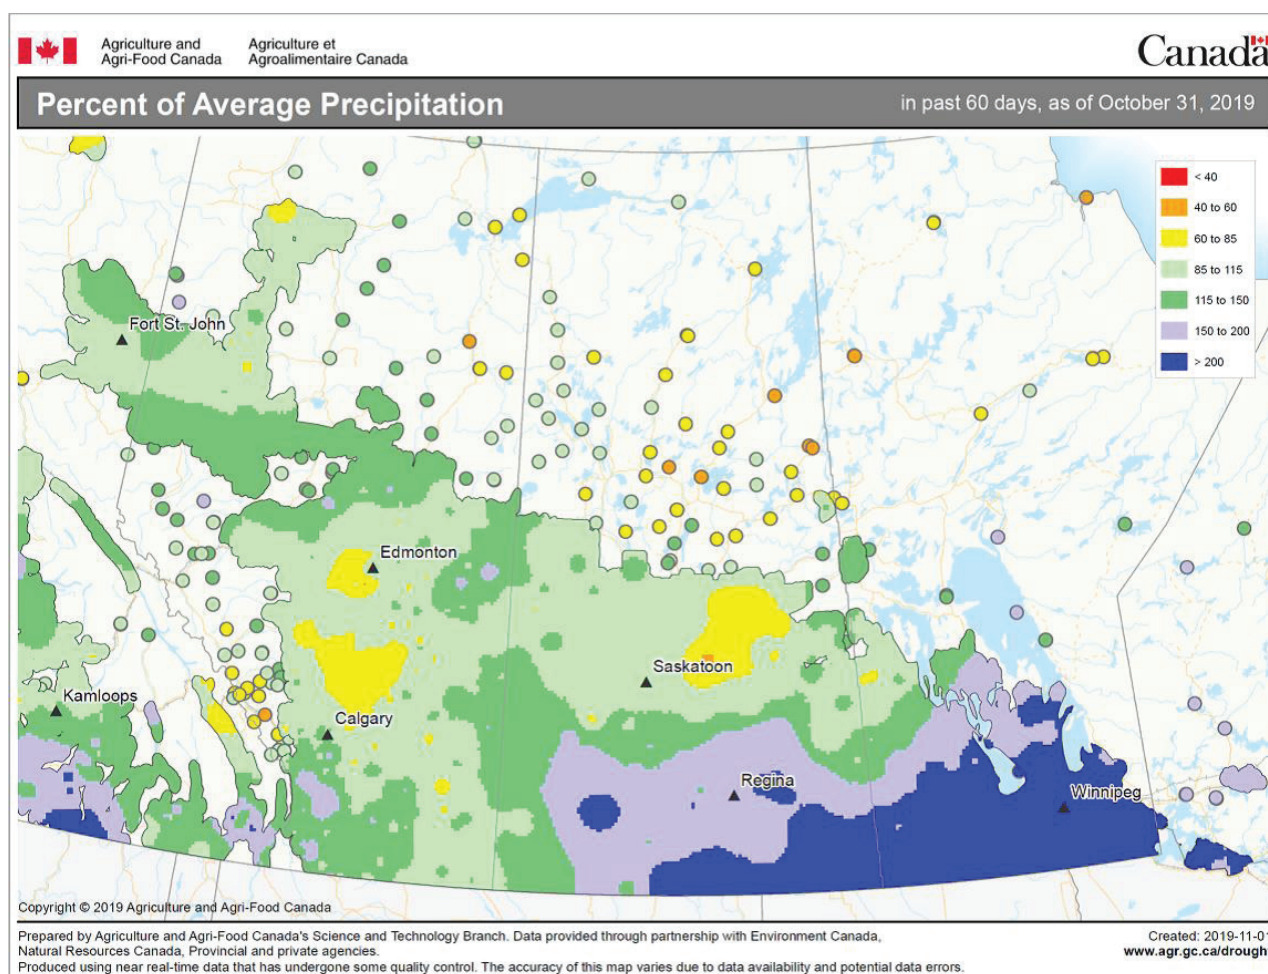 Agriculture and
Agri-Food Canada
Agriculture et
Agroalimentaire Canada
Canada
Percent of Average Precipitation
in past 60 days, as of October 31, 2019
< 40
40 to 60
60 to 85
85 to 115
115 to 150
150 to 200
> 200
Fort St. John
Edmonton
Saskatoon
Kamloops
Calgary
Regina
Winnipeg
Copyright © 2019 Agriculture and Agri-Food Canada
Prepared by Agriculture and Agri-Food Canada's Science and Technology Branch. Data provided through partnership with Environment Canada,
Natural Resources Canada, Provincial and private agencies.
Produced using near real-time data that has undergone some quality control. The accuracy of this map varies due to data availability and potential data errors.
Created: 2019-11-01
www.agr.gc.ca/drought